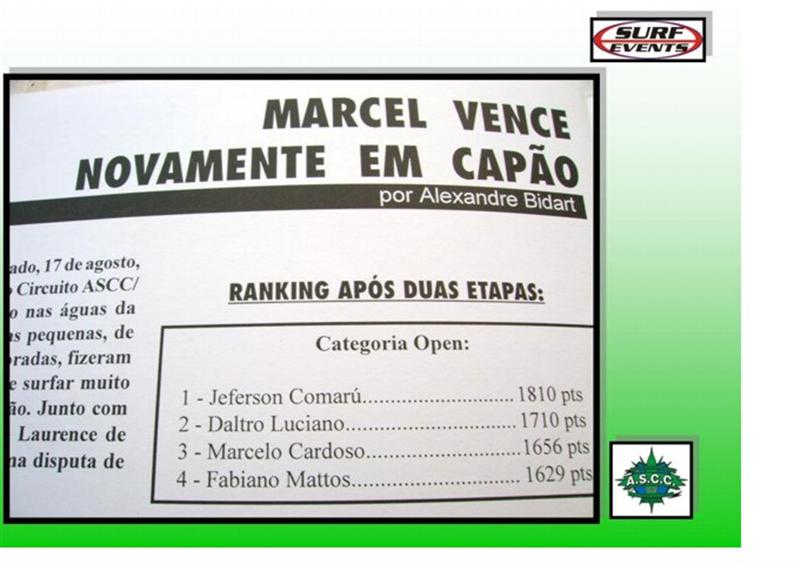 SURF
EVENTS
MARCEL VENCE
NOVAMENTE EM CAPÃO
por Alexandre Bidart
ado, 17 de agosto,
Circuito ASCC/
o nas águas da
s pequenas, de
radas, fizeram
e surfar muito
ão. Junto com
Laurence de
na disputa de
RANKING APÓS DUAS ETAPAS:
Categoria Open:
1 - Jeferson Comarú.............................. 1810 pts
2 - Daltro Luciano.................................. 1710 pts
3 - Marcelo Cardoso...............................1656 pts
4 - Fabiano Mattos................................. 1629 pts
A.S.C.C.